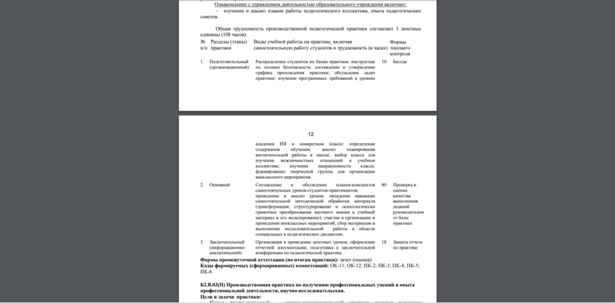 Ознакомление с управлением деятельностью образовательного учреждения включает:
– изучение и анализ планов работы педагогического коллектива, опыта педагогических
советов.
Общая трудоемкость производственной педагогической практики составляет 3 зачетные
единицы (108 часов).
№ п/п Разделы (этапы) практики Виды учебной работы на практике, включая самостоятельную работу студентов и трудоемкость (в часах) Формы текущего контроля
1. Подготовительный (организационный)
Распределение студентов по базам практики; инструктаж
по технике безопасности; составление и утверждение
графика прохождения практики; обсуждение задач
практики; изучение программных требований к уровню
10 Беседа
12
владения ИЯ в конкретном классе; определение
содержания обучения; анализ планирования
воспитательной работы в школе; выбор класса для
изучения межличностных отношений в учебном
коллективе; изучение направленности класса;
формирование творческой группы для организации
внеклассного мероприятия.
2 Основной
Составление и обсуждение планов-конспектов
самостоятельных уроков студентов-практикантов;
проведение и анализ уроков; овладение навыками
самостоятельной методической обработки материала
(трансформация, структурирование и психологически
грамотное преобразование научного знания в учебный
материал и его моделирование); участие в организации и
проведении внеклассных мероприятий; сбор материалов и
выполнение исследовательской работы в области
специальных и педагогических дисциплин.
80 Проверка и
оценка
качества
выполнения
заданий
руководителем
от базы
практики
3. Заключительный
(информационно-
аналитический)
Организация и проведение зачетных уроков; оформление
отчетной документации; подготовка к заключительной
конференции по педагогической практике.
18 Защита отчета
по практике
Формы промежуточной аттестации (по итогам практики): зачет (оценка)
Коды формируемых (сформированных) компетенций: ОК-11; ОК-12, ПК-2, ПК-3; ПК-4, ПК-5;
ПК-6
Б2.В.03(П) Производственная практика по получению профессиональных умений и опыта
профессиональной деятельности, научно-исследовательская.
Цели и задачи практики: